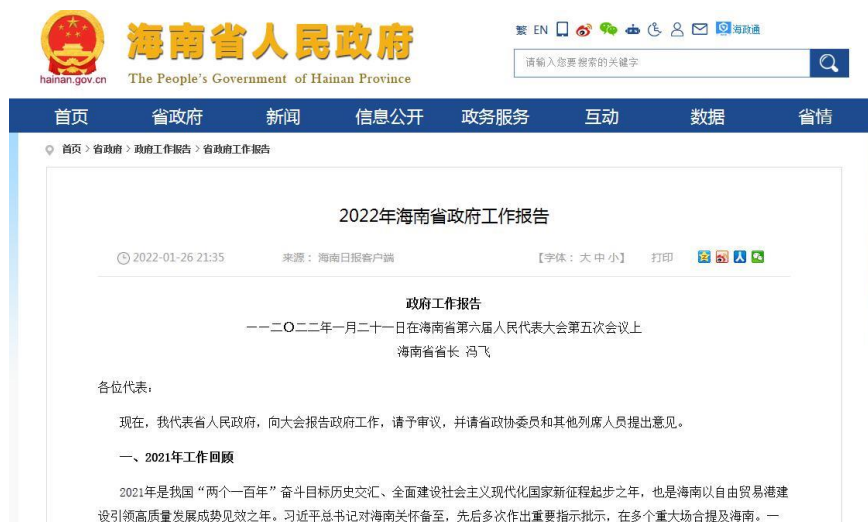 繁 EN 海政通
海南省人民政府
hainan.gov.cn The People's Government of Hainan Province
请输入您要搜索的关键字
首页 省政府 新闻 信息公开 政务服务 互动 数据 省情
首页 > 省政府 > 政府工作报告 > 省政府工作报告
2022年海南省政府工作报告
2022-01-26 21:35 来源：海南日报客户端 【字体：大 中 小】 打印
政府工作报告
——二〇二二年一月二十一日在海南省第六届人民代表大会第五次会议上
海南省省长 冯飞
各位代表：
现在，我代表省人民政府，向大会报告政府工作，请予审议，并请省政协委员和其他列席人员提出意见。
一、2021年工作回顾
2021年是我国“两个一百年”奋斗目标历史交汇、全面建设社会主义现代化国家新征程起步之年，也是海南以自由贸易港建
设引领高质量发展成势见效之年。习近平总书记对海南关怀备至，先后多次作出重要指示批示，在多个重大场合提及海南。一